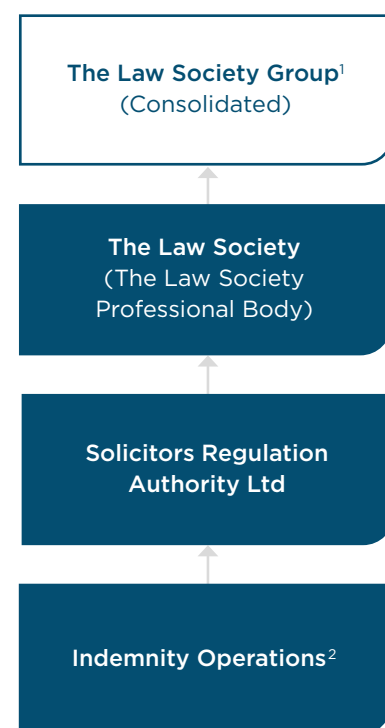 The Law Society Group¹
(Consolidated)
The Law Society
(The Law Society
Professional Body)
Solicitors Regulation
Authority Ltd
Indemnity Operations²